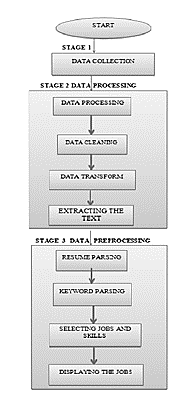 START
STAGE 1
DATA COLLECTION
STAGE 2 DATA PROCESSING
DATA PROCESSING
DATA CLEANING
DATA TRANSFORM
EXTRACTING THE
TEXT
STAGE 3 DATA PREPROCESSING
RESUME PARSING
KEYWORD PARSING
SELECTING JOBS AND
SKILLS
DISPLAYING THE JOBS